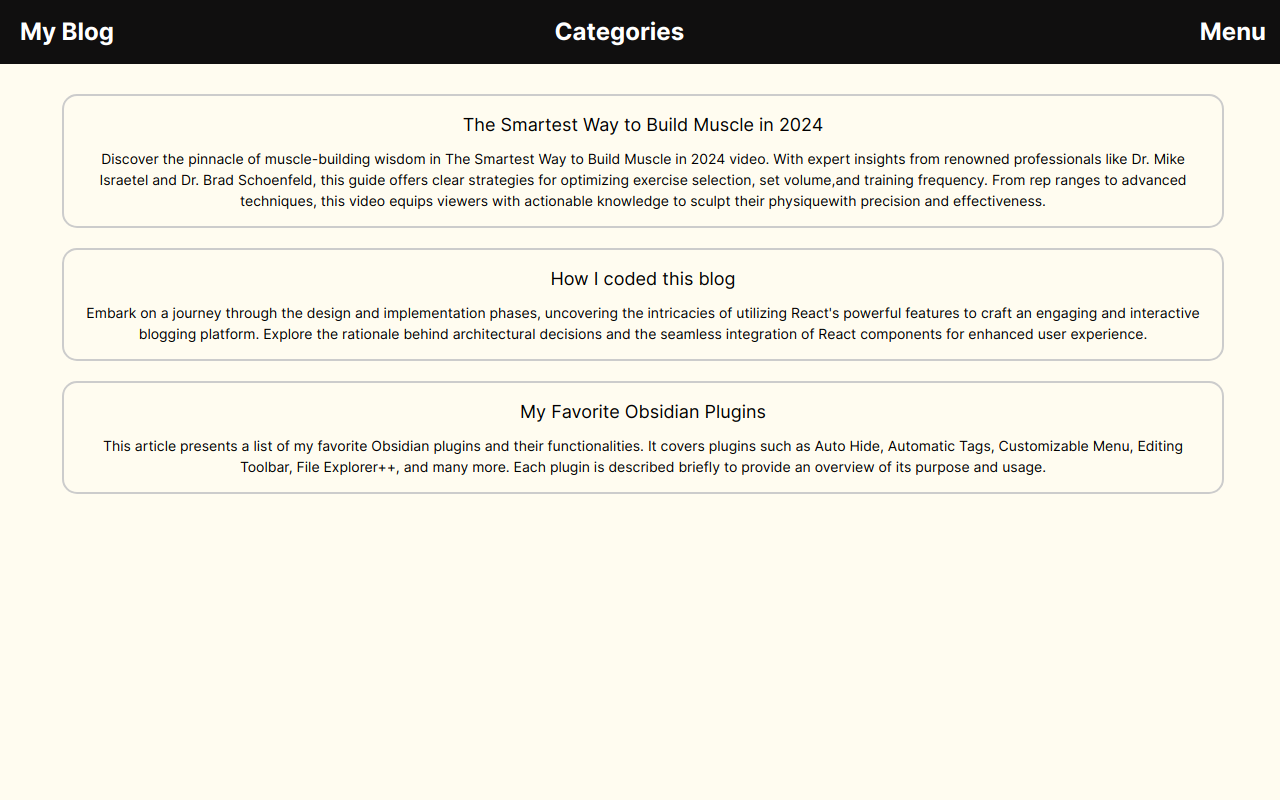 My Blog
Categories
Menu
The Smartest Way to Build Muscle in 2024
Discover the pinnacle of muscle-building wisdom in The Smartest Way to Build Muscle in 2024 video. With expert insights from renowned professionals like Dr. Mike
Israetel and Dr. Brad Schoenfeld, this guide offers clear strategies for optimizing exercise selection, set volume,and training frequency. From rep ranges to advanced
techniques, this video equips viewers with actionable knowledge to sculpt their physiquewith precision and effectiveness.
How I coded this blog
Embark on a journey through the design and implementation phases, uncovering the intricacies of utilizing React's powerful features to craft an engaging and interactive
blogging platform. Explore the rationale behind architectural decisions and the seamless integration of React components for enhanced user experience.
My Favorite Obsidian Plugins
This article presents a list of my favorite Obsidian plugins and their functionalities. It covers plugins such as Auto Hide, Automatic Tags, Customizable Menu, Editing
Toolbar, File Explorer++, and many more. Each plugin is described briefly to provide an overview of its purpose and usage.